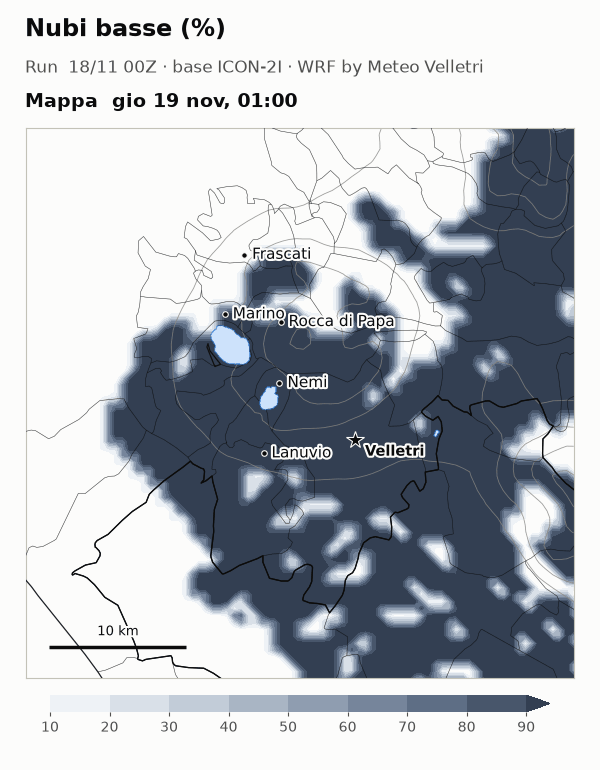 Nubi basse (%)
Run  18/11 00Z · base ICON-2I · WRF by Meteo Velletri
Mappa  gio 19 nov, 01:00
Frascati
Marino
Rocca di Papa
Nemi
Velletri
Lanuvio
10 km
10 20 30 40 50 60 70 80 90